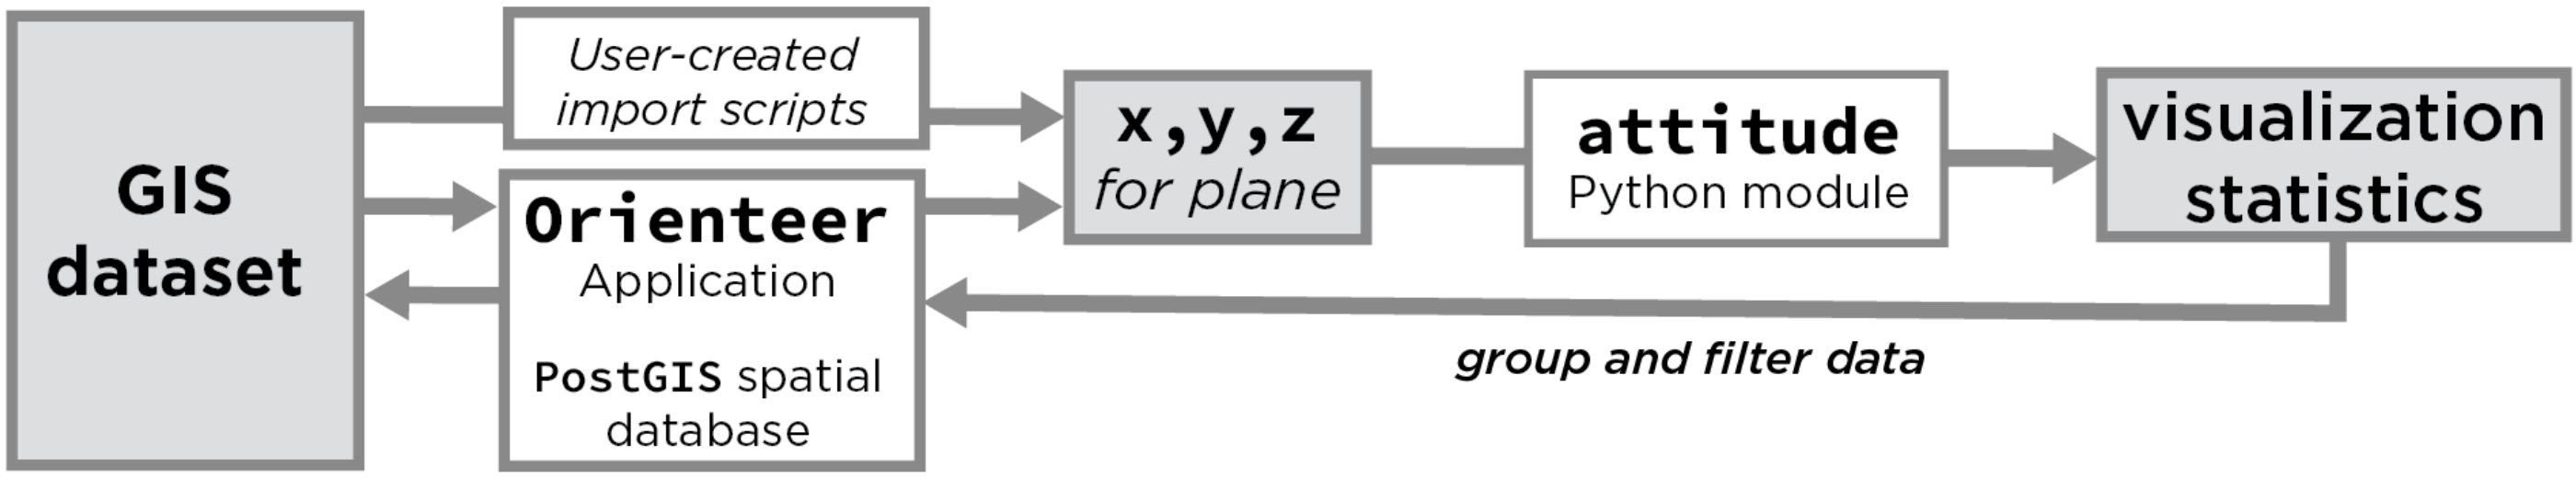 GIS
dataset
User-created
import scripts
Orienteer
Application
PostGIS spatial
database
x,y,z
for plane
attitude
Python module
visualization
statistics
group and filter data